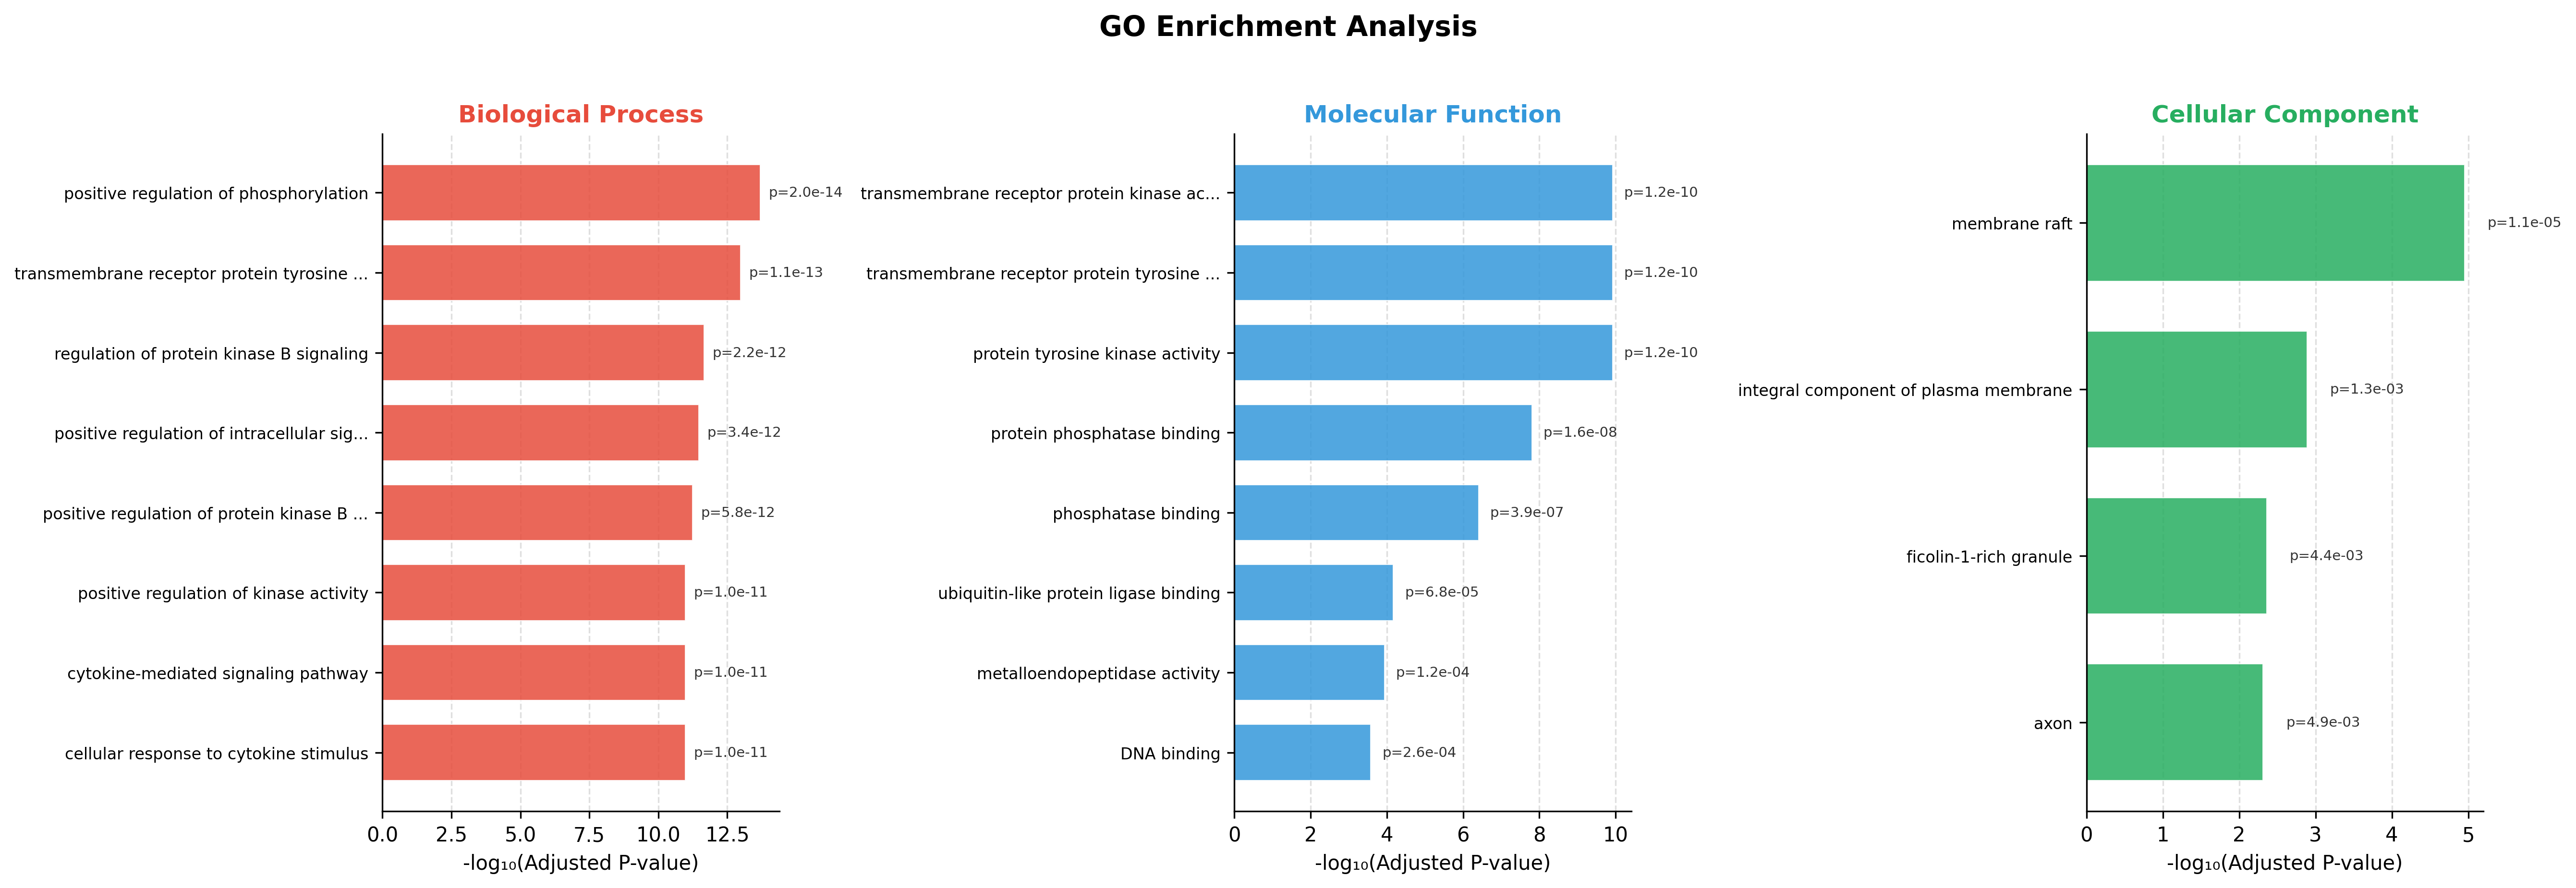 GO Enrichment Analysis
Biological Process
positive regulation of phosphorylation
p=2.0e-14
transmembrane receptor protein tyrosine ...
p=1.1e-13
regulation of protein kinase B signaling
p=2.2e-12
positive regulation of intracellular sig...
p=3.4e-12
positive regulation of protein kinase B ...
p=5.8e-12
positive regulation of kinase activity
p=1.0e-11
cytokine-mediated signaling pathway
p=1.0e-11
cellular response to cytokine stimulus
p=1.0e-11
0.0 2.5 5.0 7.5 10.0 12.5
-log₁₀(Adjusted P-value)
Molecular Function
transmembrane receptor protein kinase ac...
p=1.2e-10
transmembrane receptor protein tyrosine ...
p=1.2e-10
protein tyrosine kinase activity
p=1.2e-10
protein phosphatase binding
p=1.6e-08
phosphatase binding
p=3.9e-07
ubiquitin-like protein ligase binding
p=6.8e-05
metalloendopeptidase activity
p=1.2e-04
DNA binding
p=2.6e-04
0 2 4 6 8 10
-log₁₀(Adjusted P-value)
Cellular Component
membrane raft
p=1.1e-05
integral component of plasma membrane
p=1.3e-03
ficolin-1-rich granule
p=4.4e-03
axon
p=4.9e-03
0 1 2 3 4 5
-log₁₀(Adjusted P-value)